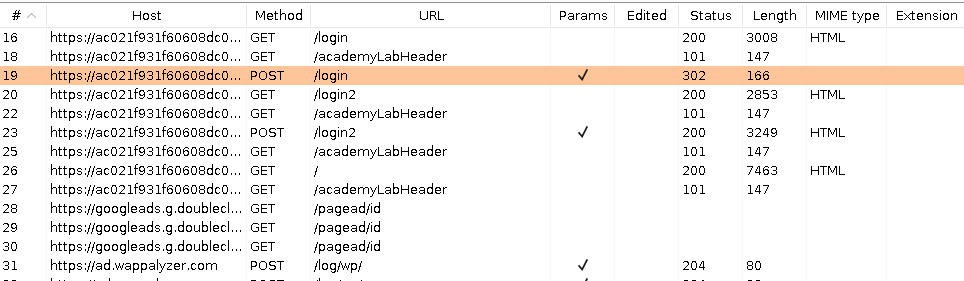 # Host Method URL Params Edited Status Length MIME type Extension
16 https://ac021f931f60608dc0... GET /login 200 3008 HTML
18 https://ac021f931f60608dc0... GET /academyLabHeader 101 147
19 https://ac021f931f60608dc0... POST /login ✓ 302 166
20 https://ac021f931f60608dc0... GET /login2 200 2853 HTML
22 https://ac021f931f60608dc0... GET /academyLabHeader 101 147
23 https://ac021f931f60608dc0... POST /login2 ✓ 200 3249 HTML
25 https://ac021f931f60608dc0... GET /academyLabHeader 101 147
26 https://ac021f931f60608dc0... GET / 200 7463 HTML
27 https://ac021f931f60608dc0... GET /academyLabHeader 101 147
28 https://googleads.g.doublecl... GET /pagead/id
29 https://googleads.g.doublecl... GET /pagead/id
30 https://googleads.g.doublecl... GET /pagead/id
31 https://ad.wappalyzer.com POST /log/wp/ ✓ 204 80